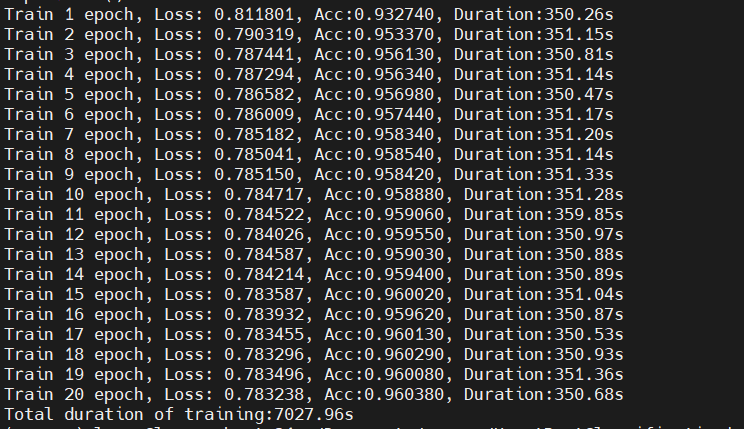 Train 1 epoch, Loss: 0.811801, Acc:0.932740, Duration:350.26s
Train 2 epoch, Loss: 0.790319, Acc:0.953370, Duration:351.15s
Train 3 epoch, Loss: 0.787441, Acc:0.956130, Duration:350.81s
Train 4 epoch, Loss: 0.787294, Acc:0.956340, Duration:351.14s
Train 5 epoch, Loss: 0.786582, Acc:0.956980, Duration:350.47s
Train 6 epoch, Loss: 0.786009, Acc:0.957440, Duration:351.17s
Train 7 epoch, Loss: 0.785182, Acc:0.958340, Duration:351.20s
Train 8 epoch, Loss: 0.785041, Acc:0.958540, Duration:351.14s
Train 9 epoch, Loss: 0.785150, Acc:0.958420, Duration:351.33s
Train 10 epoch, Loss: 0.784717, Acc:0.958880, Duration:351.28s
Train 11 epoch, Loss: 0.784522, Acc:0.959060, Duration:359.85s
Train 12 epoch, Loss: 0.784026, Acc:0.959550, Duration:350.97s
Train 13 epoch, Loss: 0.784587, Acc:0.959030, Duration:350.88s
Train 14 epoch, Loss: 0.784214, Acc:0.959400, Duration:350.89s
Train 15 epoch, Loss: 0.783587, Acc:0.960020, Duration:351.04s
Train 16 epoch, Loss: 0.783932, Acc:0.959620, Duration:350.87s
Train 17 epoch, Loss: 0.783455, Acc:0.960130, Duration:350.53s
Train 18 epoch, Loss: 0.783296, Acc:0.960290, Duration:350.93s
Train 19 epoch, Loss: 0.783496, Acc:0.960080, Duration:351.36s
Train 20 epoch, Loss: 0.783238, Acc:0.960380, Duration:350.68s
Total duration of training:7027.96s